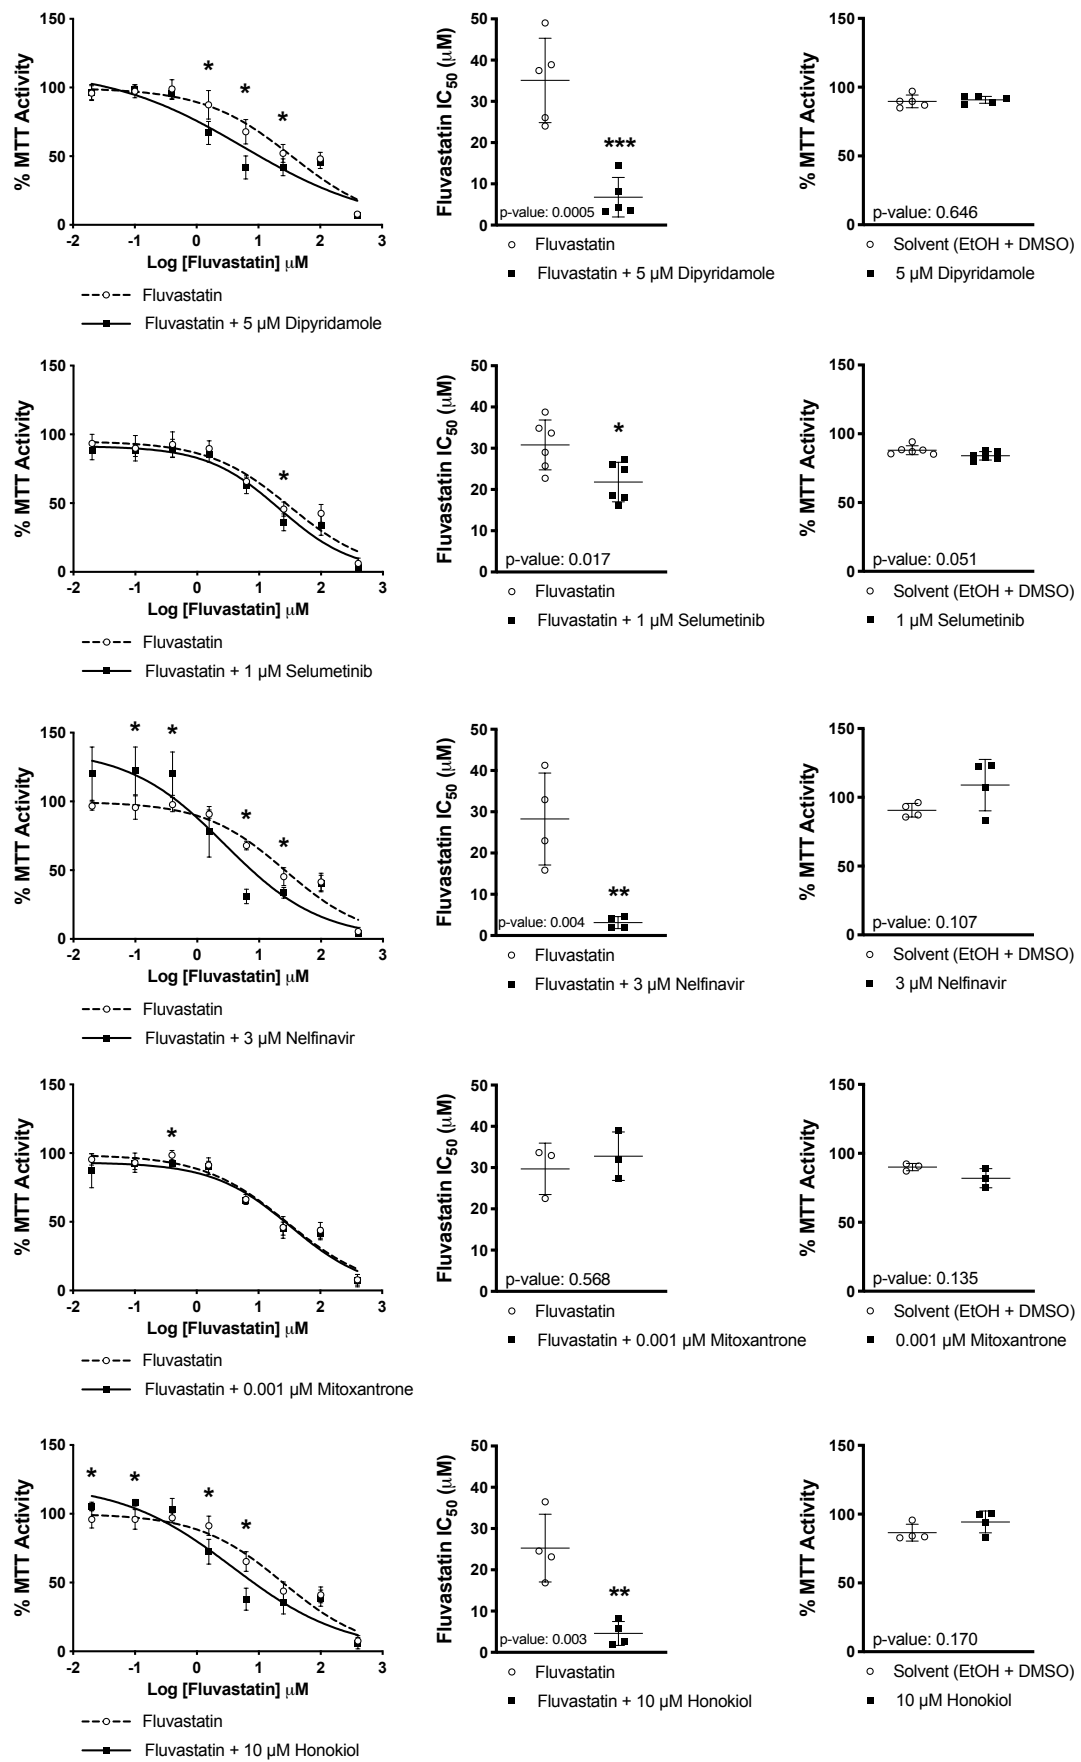 150
100
50
0
% MTT Activity
*
*
*
-2
-1
0
1
2
3
Log [Fluvastatin] μM
Fluvastatin
Fluvastatin + 5 µM Dipyridamole
50
40
30
20
10
0
Fluvastatin IC50 (μM)
***
p-value: 0.0005
Fluvastatin
Fluvastatin + 5 µM Dipyridamole
150
100
50
0
% MTT Activity
p-value: 0.646
Solvent (EtOH + DMSO)
5 µM Dipyridamole
150
100
50
0
% MTT Activity
*
-2
-1
0
1
2
3
Log [Fluvastatin] μM
Fluvastatin
Fluvastatin + 1 µM Selumetinib
50
40
30
20
10
0
Fluvastatin IC50 (μM)
*
p-value: 0.017
Fluvastatin
Fluvastatin + 1 µM Selumetinib
150
100
50
0
% MTT Activity
p-value: 0.051
Solvent (EtOH + DMSO)
1 µM Selumetinib
150
100
50
0
% MTT Activity
*
*
*
*
-2
-1
0
1
2
3
Log [Fluvastatin] μM
Fluvastatin
Fluvastatin + 3 µM Nelfinavir
50
40
30
20
10
0
Fluvastatin IC50 (μM)
**
p-value: 0.004
Fluvastatin
Fluvastatin + 3 µM Nelfinavir
150
100
50
0
% MTT Activity
p-value: 0.107
Solvent (EtOH + DMSO)
3 µM Nelfinavir
150
100
50
0
% MTT Activity
*
-2
-1
0
1
2
3
Log [Fluvastatin] μM
Fluvastatin
Fluvastatin + 0.001 µM Mitoxantrone
50
40
30
20
10
0
Fluvastatin IC50 (μM)
p-value: 0.568
Fluvastatin
Fluvastatin + 0.001 µM Mitoxantrone
150
100
50
0
% MTT Activity
p-value: 0.135
Solvent (EtOH + DMSO)
0.001 µM Mitoxantrone
150
100
50
0
% MTT Activity
*
*
*
*
-2
-1
0
1
2
3
Log [Fluvastatin] μM
Fluvastatin
Fluvastatin + 10 µM Honokiol
50
40
30
20
10
0
Fluvastatin IC50 (μM)
**
p-value: 0.003
Fluvastatin
Fluvastatin + 10 µM Honokiol
150
100
50
0
% MTT Activity
p-value: 0.170
Solvent (EtOH + DMSO)
10 µM Honokiol